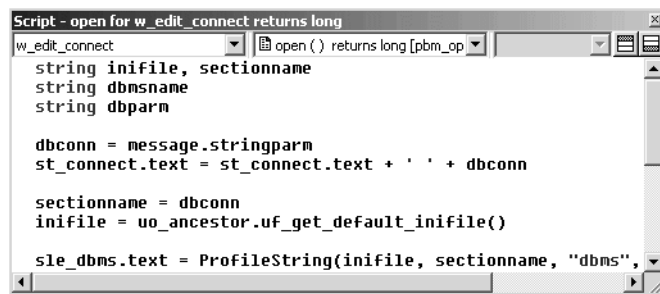 Script - open for w_edit_connect returns long
w_edit_connect open ( ) returns long [pbm_op
string inifile, sectionname
string dbmsname
string dbparm
dbconn = message.stringparm
st_connect.text = st_connect.text + ' ' + dbconn
sectionname = dbconn
inifile = uo_ancestor.uf_get_default_inifile()
sle_dbms.text = ProfileString(inifile, sectionname, "dbms",